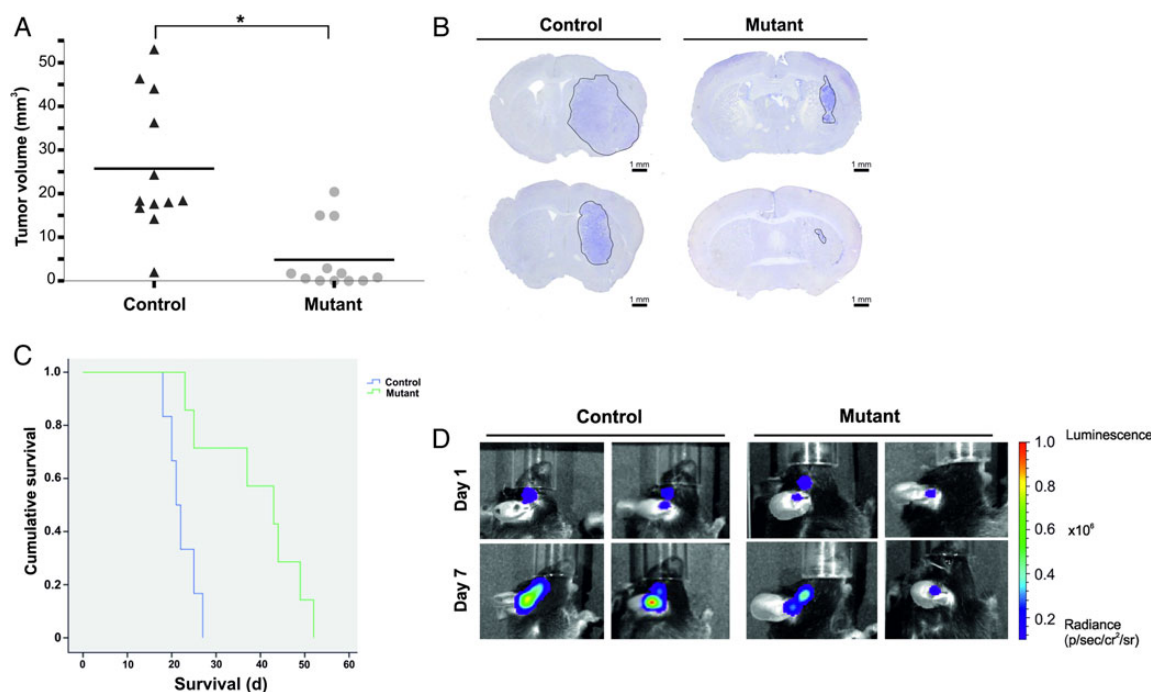 A
*
Tumor volume (mm³)
50
40
30
20
10
0
Control
Mutant
B
Control
Mutant
1 mm
1 mm
1 mm
1 mm
C
Cumulative survival
1.0
0.8
0.6
0.4
0.2
0
0
10
20
30
40
50
60
Survival (d)
Control
Mutant
D
Control
Mutant
Day 1
Day 7
1.0
0.8
0.6
0.4
0.2
Luminescence
x10⁶
Radiance
(p/sec/cr²/sr)